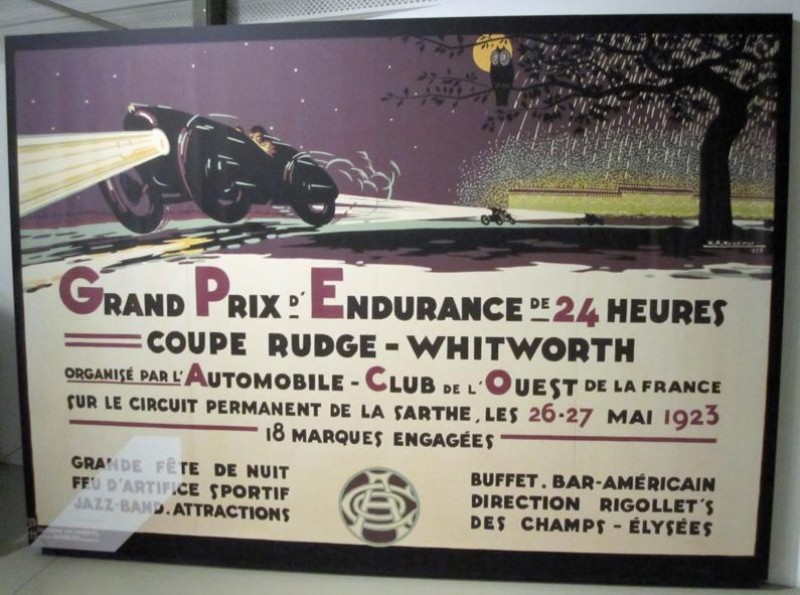 GRAND PRIX D' ENDURANCE DE 24 HEURES
COUPE RUDGE - WHITWORTH
ORGANISÉ PAR L'AUTOMOBILE - CLUB DE L'OUEST DE LA FRANCE
SUR LE CIRCUIT PERMANENT DE LA SARTHE, LES 26-27 MAI 1923
18 MARQUES ENGAGÉES
GRANDE FÊTE DE NUIT
FEU D'ARTIFICE SPORTIF
JAZZ-BAND. ATTRACTIONS
BUFFET. BAR-AMÉRICAIN
DIRECTION RIGOLLET'S
DES CHAMPS - ÉLYSÉES